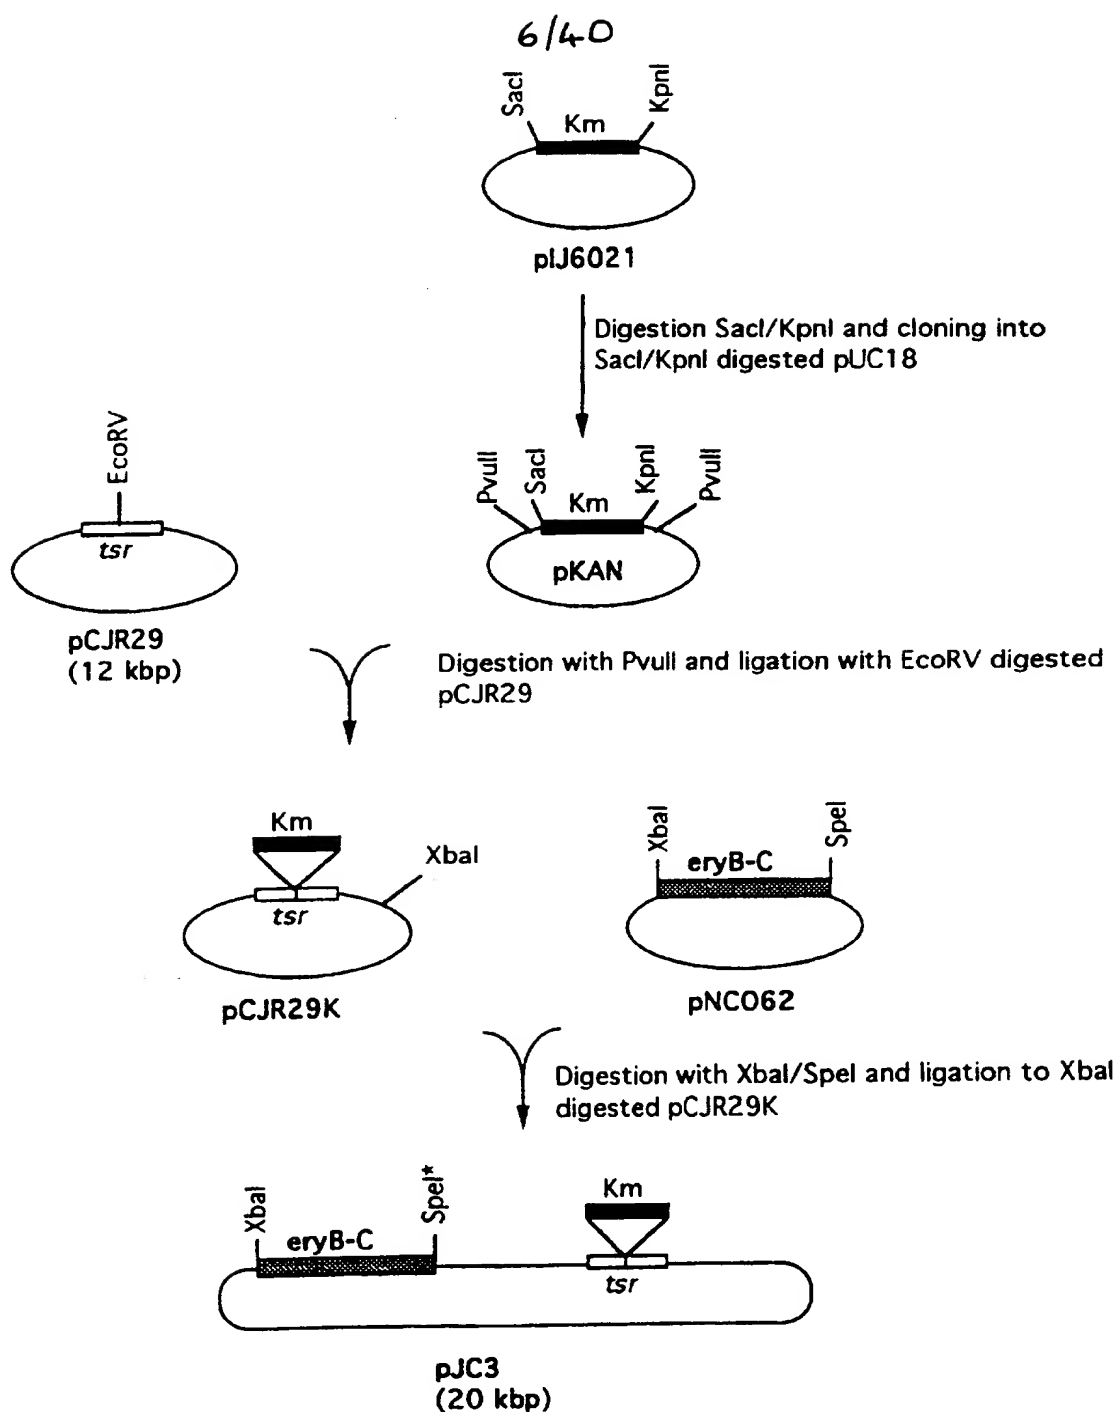 6/40
SacI
Km
KpnI
pIJ6021
Digestion SacI/KpnI and cloning into
SacI/KpnI digested pUC18
EcoRV
tsr
pCJR29
(12 kbp)
PvuII
SacI
Km
KpnI
PvuII
pKAN
Digestion with PvuII and ligation with EcoRV digested
pCJR29
Km
XbaI
tsr
pCJR29K
XbaI
eryB-C
SpeI
pNCO62
Digestion with XbaI/SpeI and ligation to XbaI
digested pCJR29K
XbaI
eryB-C
SpeI*
Km
tsr
pJC3
(20 kbp)